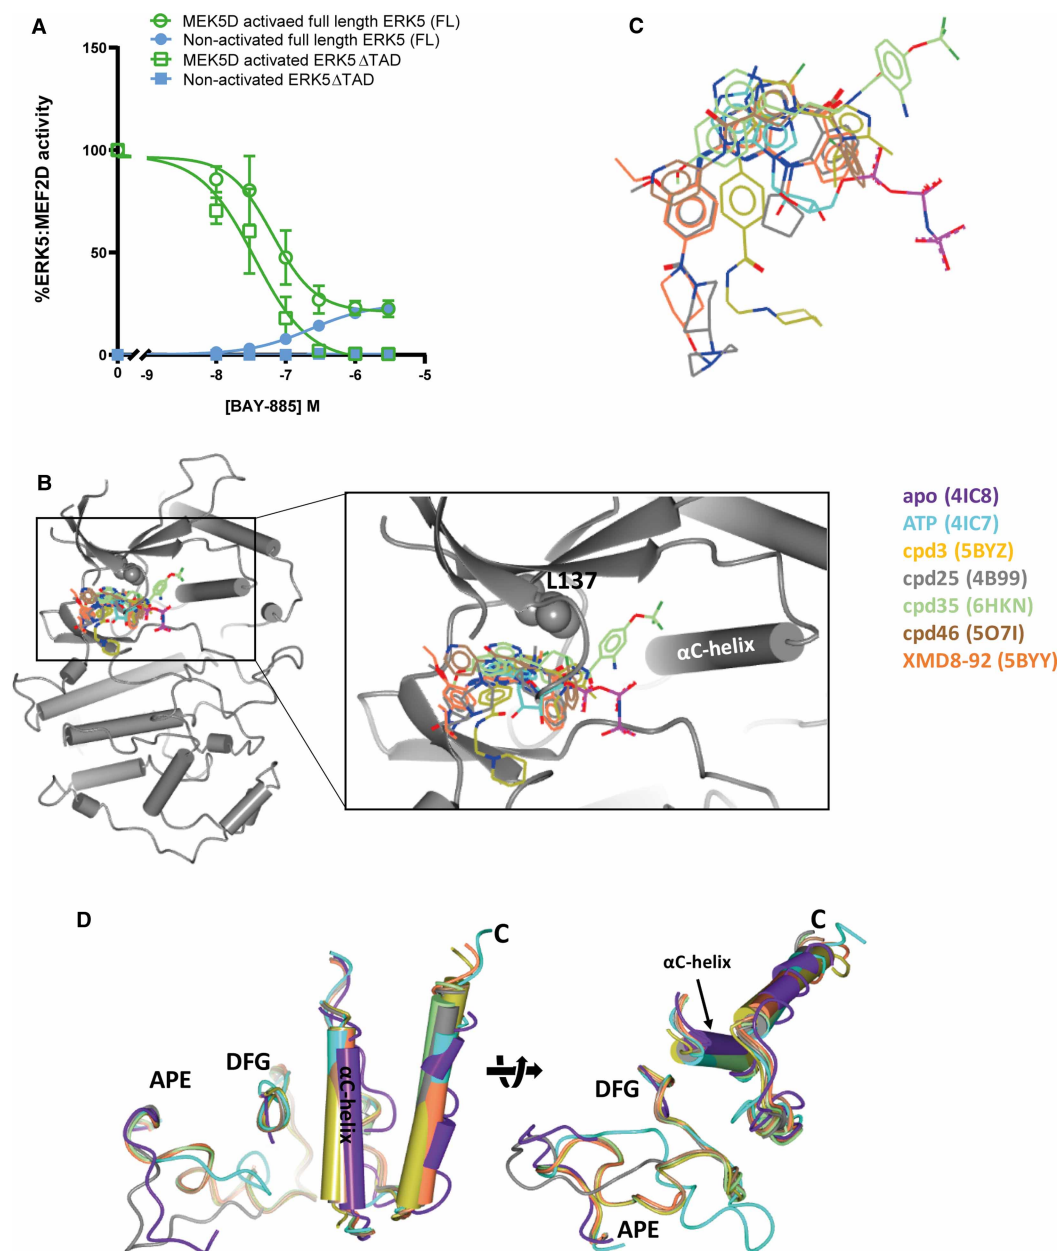 A
MEK5D activaed full length ERK5 (FL)
Non-activated full length ERK5 (FL)
MEK5D activated ERK5 ΔTAD
Non-activated ERK5ΔTAD
%ERK5:MEF2D activity
150
100
50
0
0 -9 -8 -7 -6 -5
[BAY-885] M
C
B
L137
αC-helix
apo (4IC8)
ATP (4IC7)
cpd3 (5BYZ)
cpd25 (4B99)
cpd35 (6HKN)
cpd46 (5O7I)
XMD8-92 (5BYY)
D
C
APE
DFG
αC-helix
C
αC-helix
DFG
APE